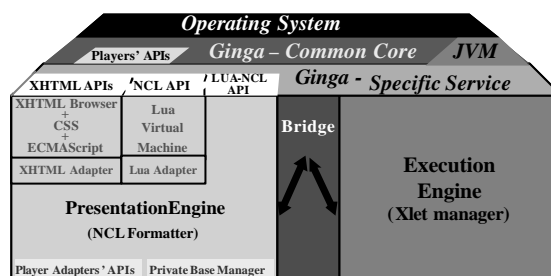 Operating System
Ginga – Common Core
JVM
Players' APIs
XHTML APIs
NCL API
LUA-NCL
API
Ginga - Specific Service
XHTML Browser
+
CSS
+
ECMAScript
Lua
Virtual
Machine
XHTML Adapter
Lua Adapter
Bridge
Execution
Engine
(Xlet manager)
PresentationEngine
(NCL Formatter)
Player Adapters' APIs
Private Base Manager